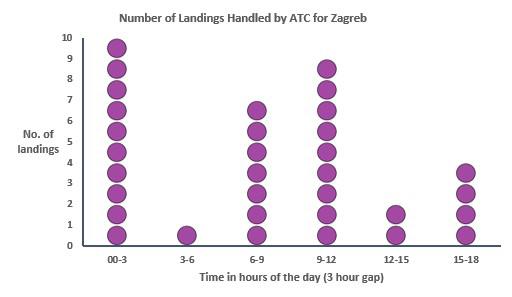 Number of Landings Handled by ATC for Zagreb
10
9
8
7
6
5
4
3
2
1
0
No. of
landings
00-3 3-6 6-9 9-12 12-15 15-18
Time in hours of the day (3 hour gap)